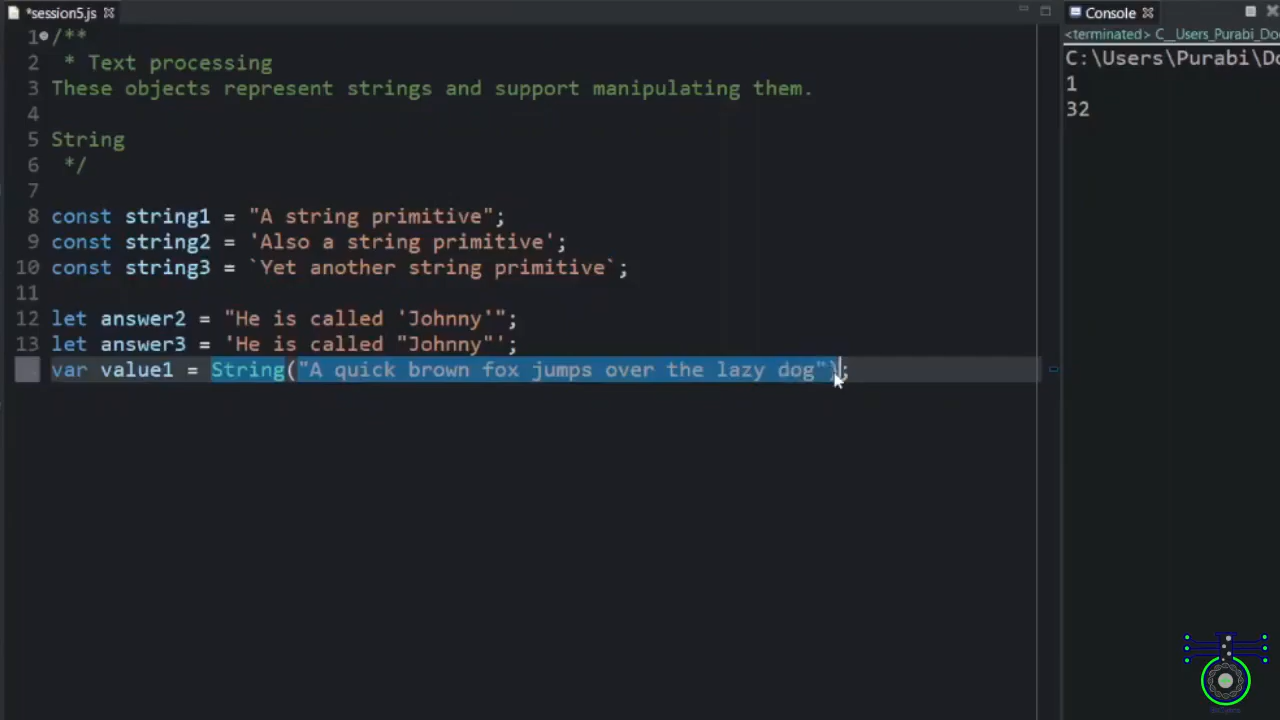 *session5.js
1 /**
2  * Text processing
3 These objects represent strings and support manipulating them.
4
5 String
6  */
7
8 const string1 = "A string primitive";
9 const string2 = 'Also a string primitive';
10 const string3 = `Yet another string primitive`;
11
12 let answer2 = "He is called 'Johnny'";
13 let answer3 = 'He is called "Johnny"';
var value1 = String("A quick brown fox jumps over the lazy dog");
Console
<terminated> C__Users_Purabi_Do
C:\Users\Purabi\Do
1
32